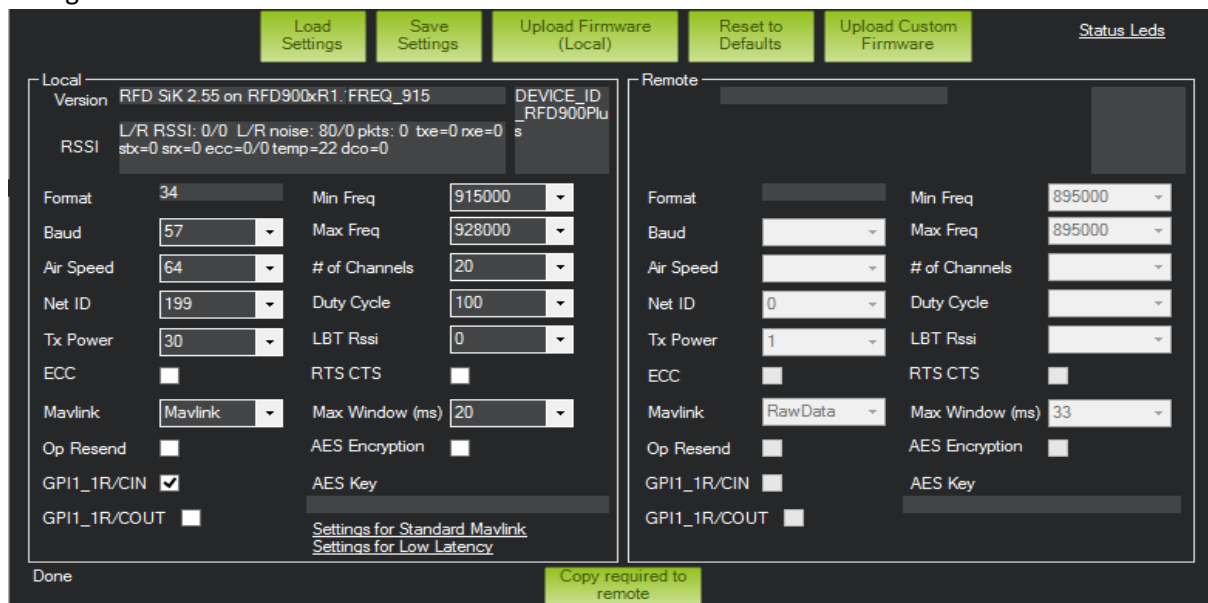 Load Settings
Save Settings
Upload Firmware (Local)
Reset to Defaults
Upload Custom Firmware
Status Leds
Local
Version RFD SiK 2.55 on RFD900xR1. FREQ_915 DEVICE_ID
_RFD900Plu
s
RSSI L/R RSSI: 0/0 L/R noise: 80/0 pkts: 0 txe=0 rxe=0
stx=0 srx=0 ecc=0/0 temp=22 dco=0
Format 34 Min Freq 915000
Baud 57 Max Freq 928000
Air Speed 64 # of Channels 20
Net ID 199 Duty Cycle 100
Tx Power 30 LBT Rssi 0
ECC RTS CTS
Mavlink Mavlink Max Window (ms) 20
Op Resend AES Encryption
GPI1_1R/CIN AES Key
GPI1_1R/COUT
Settings for Standard Mavlink
Settings for Low Latency
Remote
Format Min Freq 895000
Baud Max Freq 895000
Air Speed # of Channels
Net ID 0 Duty Cycle
Tx Power 1 LBT Rssi
ECC RTS CTS
Mavlink RawData Max Window (ms) 33
Op Resend AES Encryption
GPI1_1R/CIN AES Key
GPI1_1R/COUT
Done
Copy required to
remote